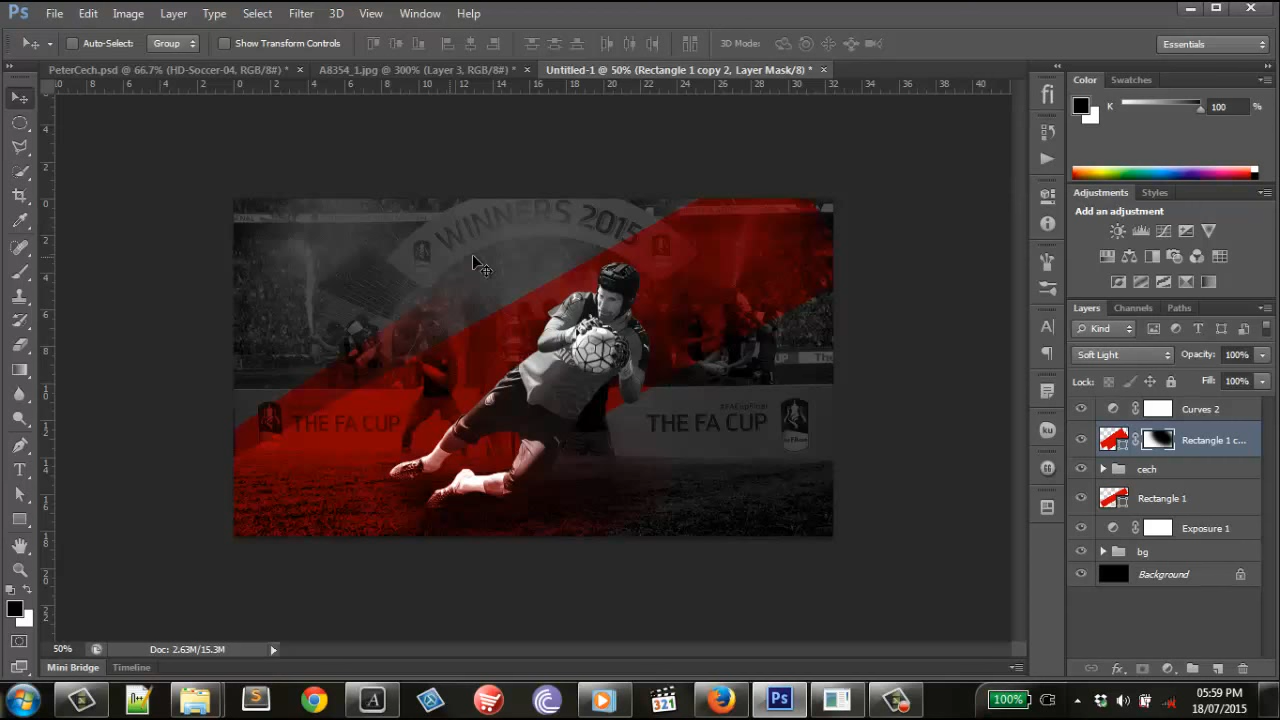 Ps File Edit Image Layer Type Select Filter 3D View Window Help
Auto-Select: Group Show Transform Controls 3D Mode: Essentials
PeterCech.psd @ 66.7% (HD-Soccer-04, RGB/8#) * × A8354_1.jpg @ 300% (Layer 3, RGB/8#) * × Untitled-1 @ 50% (Rectangle 1 copy 2, Layer Mask/8) * ×
Color Swatches
K 100 %
Adjustments Styles
Add an adjustment
Layers Channels Paths
Kind
Soft Light Opacity: 100%
Lock: Fill: 100%
Curves 2
Rectangle 1 c...
cech
Rectangle 1
Exposure 1
bg
Background
WINNERS 2015
THE FA CUP
THE FA CUP
50% Doc: 2.63M/15.3M
Mini Bridge Timeline
100% 05:59 PM
18/07/2015